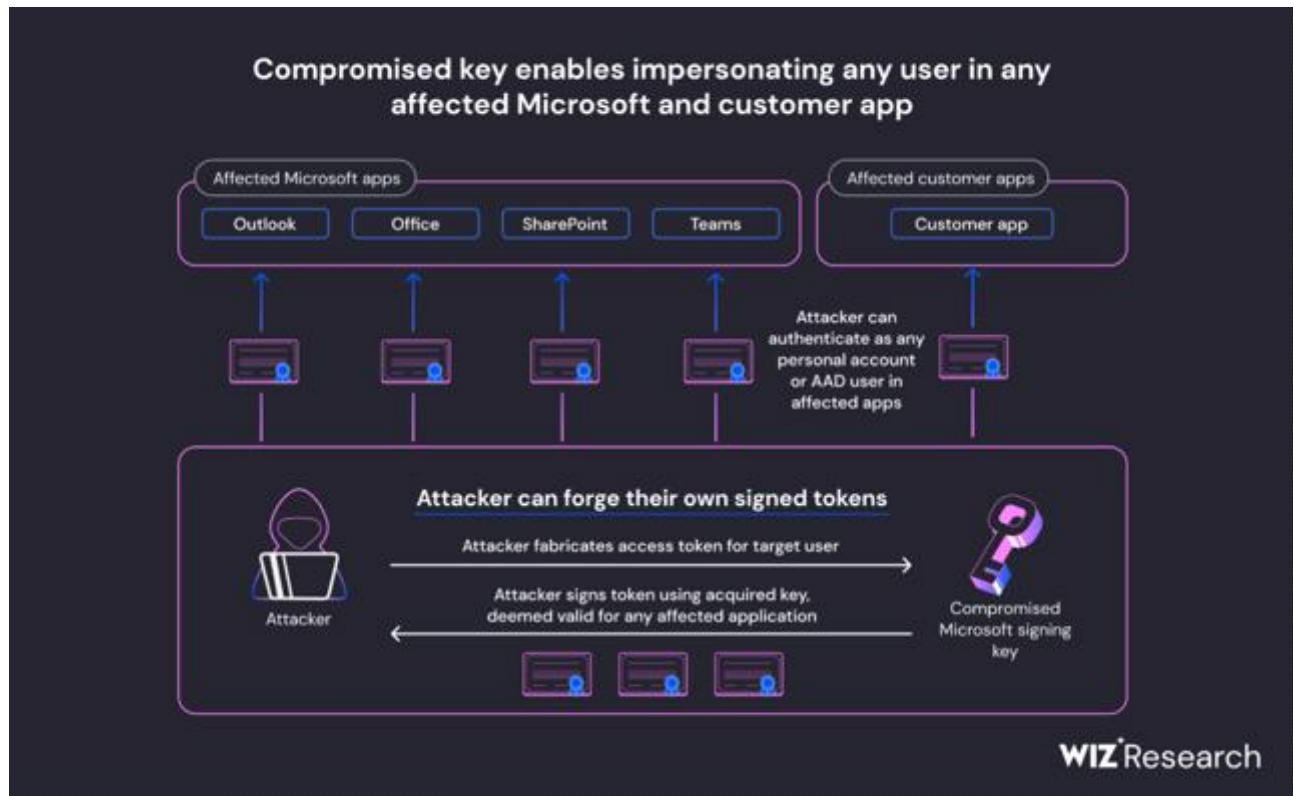 Compromised key enables impersonating any user in any
affected Microsoft and customer app
Affected Microsoft apps
Affected customer apps
Outlook
Office
SharePoint
Teams
Customer app
Attacker can
authenticate as any
personal account
or AAD user in
affected apps
Attacker can forge their own signed tokens
Attacker fabricates access token for target user
Attacker signs token using acquired key,
deemed valid for any affected application
Attacker
Compromised
Microsoft signing
key
WIZ Research